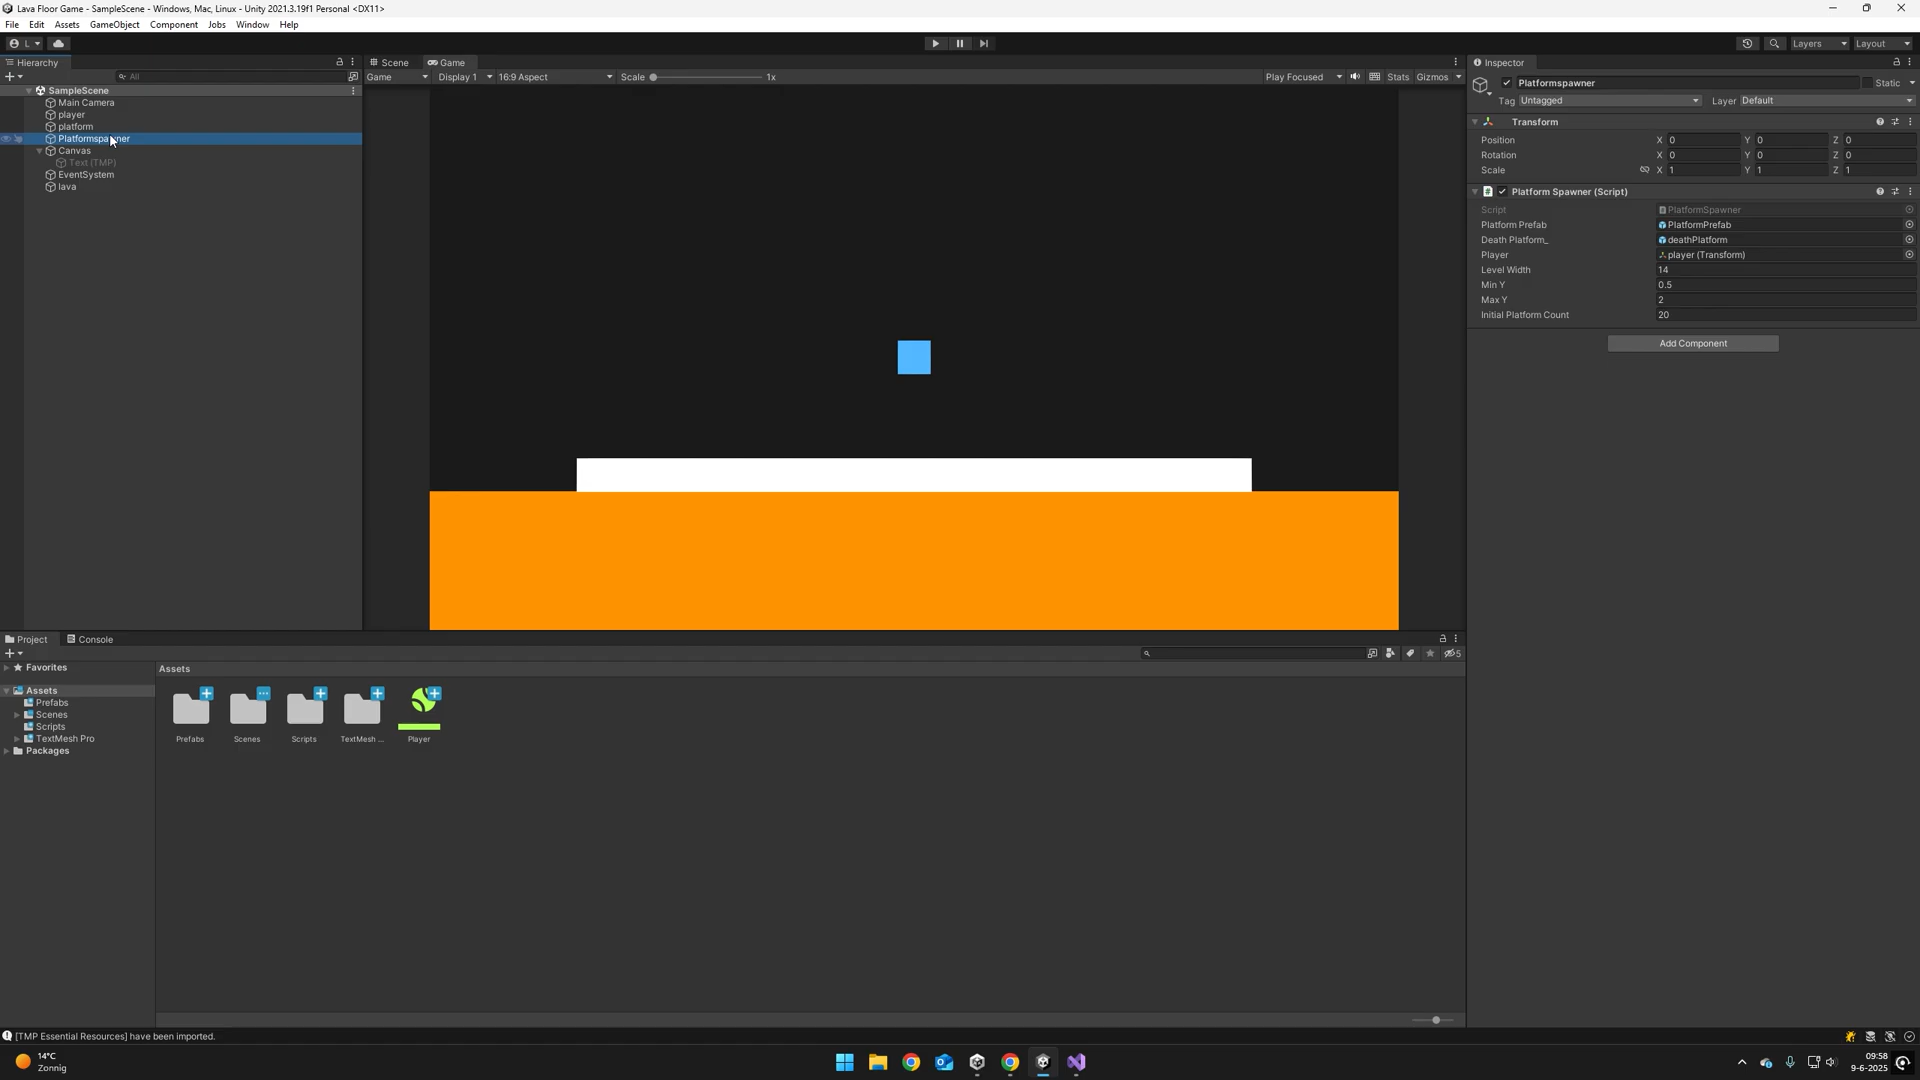 Lava Floor Game - SampleScene - Windows, Mac, Linux - Unity 2021.3.19f1 Personal <DX11>
File Edit Assets GameObject Component Jobs Window Help
L Layers Layout
Hierarchy
All
SampleScene
Main Camera
player
platform
Platformspawner
Canvas
Text (TMP)
EventSystem
lava
Scene Game
Game Display 1 16:9 Aspect Scale 1x Play Focused Stats Gizmos
Inspector
Platformspawner Static
Tag Untagged Layer Default
Transform
Position X 0 Y 0 Z 0
Rotation X 0 Y 0 Z 0
Scale X 1 Y 1 Z 1
# Platform Spawner (Script)
Script PlatformSpawner
Platform Prefab PlatformPrefab
Death Platform_ deathPlatform
Player player (Transform)
Level Width 14
Min Y 0.5
Max Y 2
Initial Platform Count 20
Add Component
Project Console
5
Favorites
Assets
Prefabs
Scenes
Scripts
TextMesh Pro
Packages
Assets
Prefabs Scenes Scripts TextMesh ... Player
[TMP Essential Resources] have been imported.
14°C
Zonnig
09:58
9-6-2025